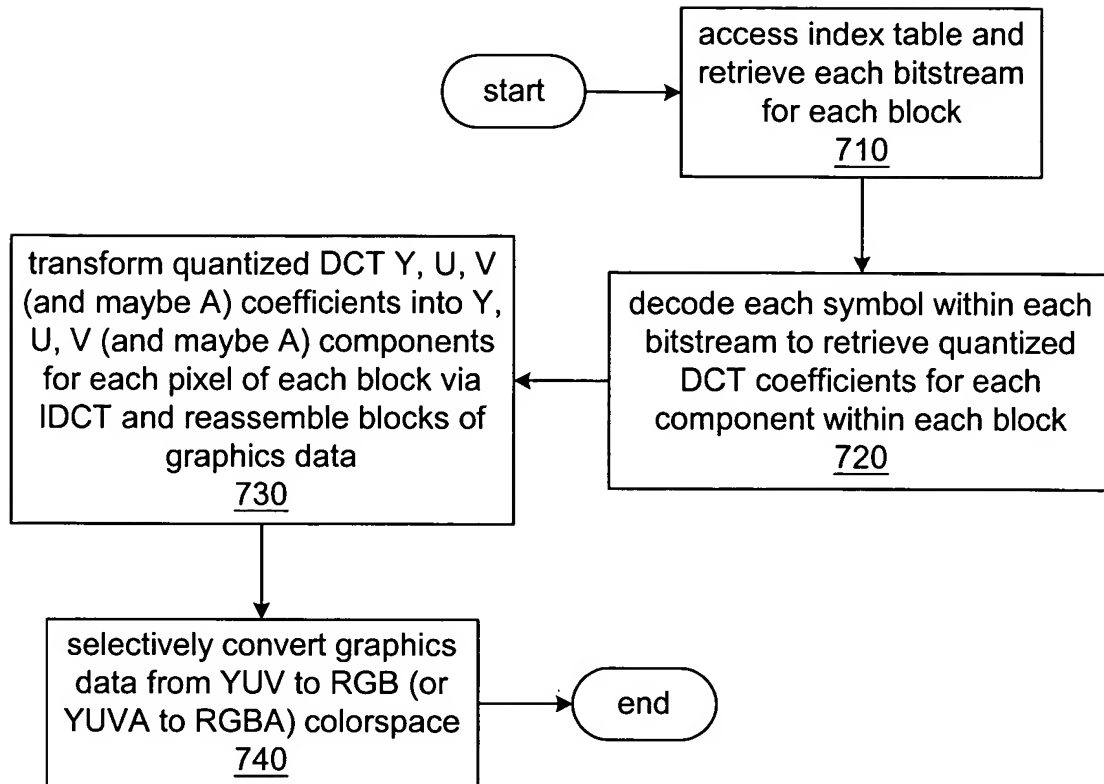 start
access index table and
retrieve each bitstream
for each block
710
decode each symbol within each
bitstream to retrieve quantized
DCT coefficients for each
component within each block
720
transform quantized DCT Y, U, V
(and maybe A) coefficients into Y,
U, V (and maybe A) components
for each pixel of each block via
IDCT and reassemble blocks of
graphics data
730
selectively convert graphics
data from YUV to RGB (or
YUVA to RGBA) colorspace
740
end